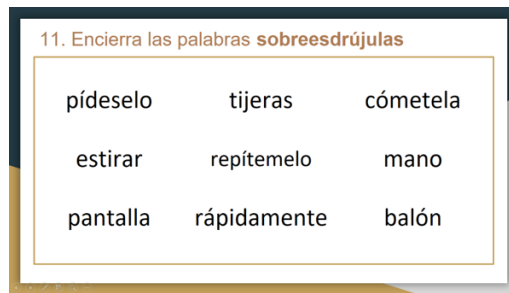 11. Encierra las palabras sobreesdrújulas
pídeselo tijeras cómetela
estirar repítemelo mano
pantalla rápidamente balón